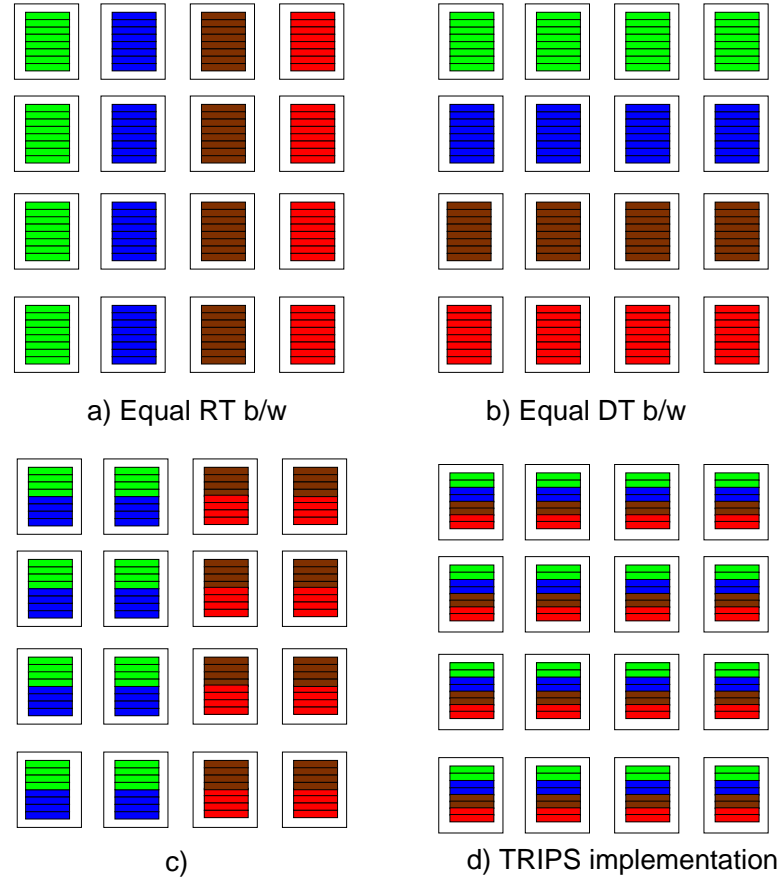 a) Equal RT b/w
b) Equal DT b/w
c)
d) TRIPS implementation